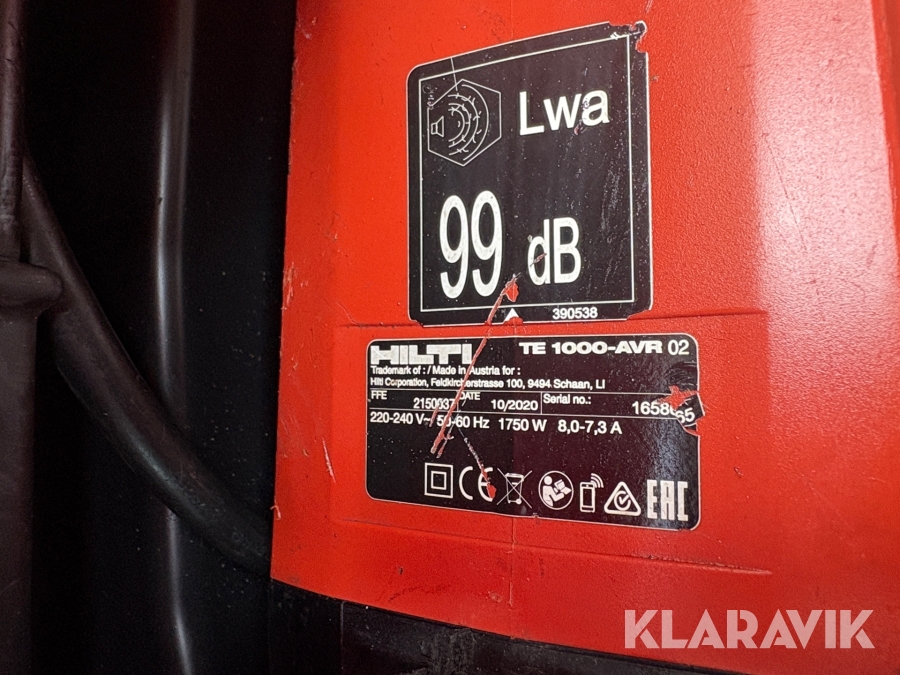 Lwa
99 dB
390538
HILTI TE 1000-AVR 02
Trademark of : / Made in Austria for :
Hilti Corporation, Feldkircherstrasse 100, 9494 Schaan, LI
FFE 2150037 DATE 10/2020 Serial no.:
220-240 V~ 50-60 Hz 1750 W 8,0-7,3 A
CE
EAC
KLARAVIK